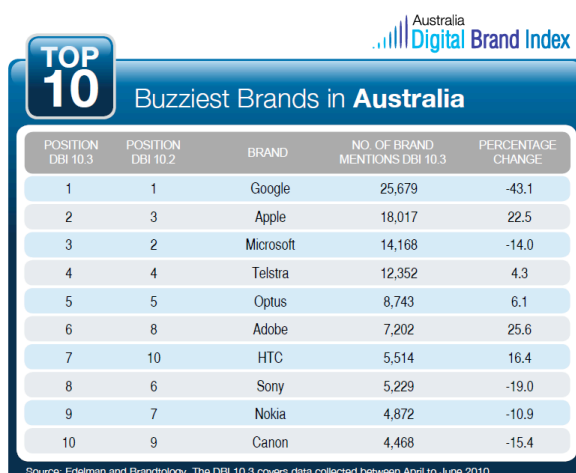 Australia
Digital Brand Index
TOP
10
Buzziest Brands in Australia
POSITION DBI 10.3 POSITION DBI 10.2 BRAND NO. OF BRAND MENTIONS DBI 10.3 PERCENTAGE CHANGE
1 1 Google 25,679 -43.1
2 3 Apple 18,017 22.5
3 2 Microsoft 14,168 -14.0
4 4 Telstra 12,352 4.3
5 5 Optus 8,743 6.1
6 8 Adobe 7,202 25.6
7 10 HTC 5,514 16.4
8 6 Sony 5,229 -19.0
9 7 Nokia 4,872 -10.9
10 9 Canon 4,468 -15.4
Source: Edelman and Brandtology. The DBI 10.3 covers data collected between April to June 2010